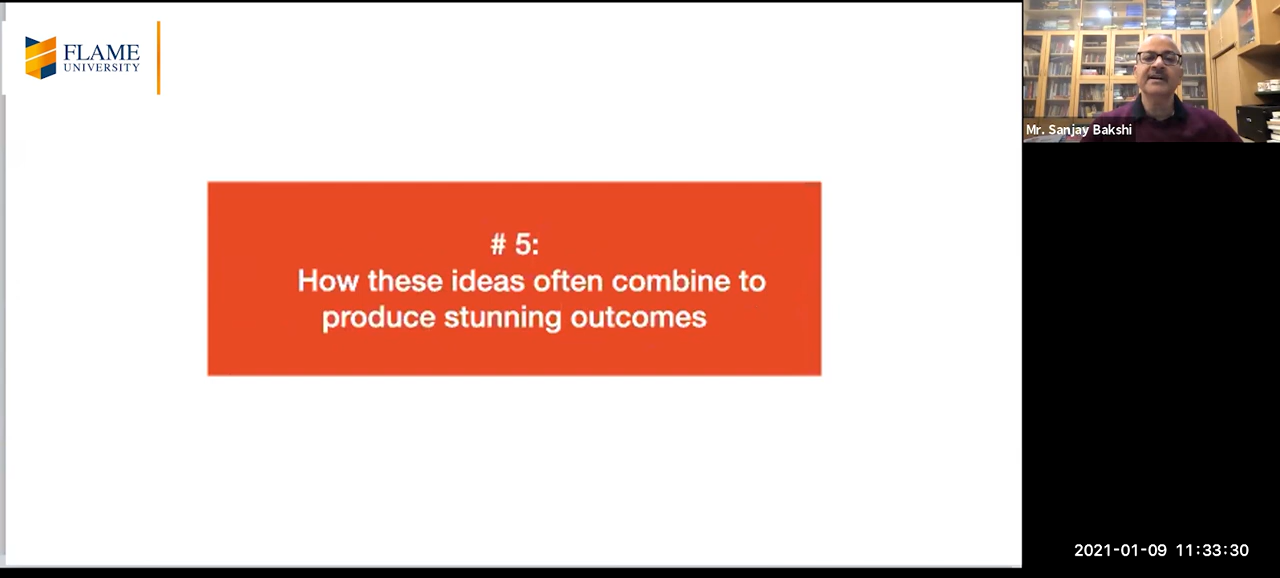 FLAME
UNIVERSITY
# 5:
How these ideas often combine to
produce stunning outcomes
Mr. Sanjay Bakshi
2021-01-09 11:33:30